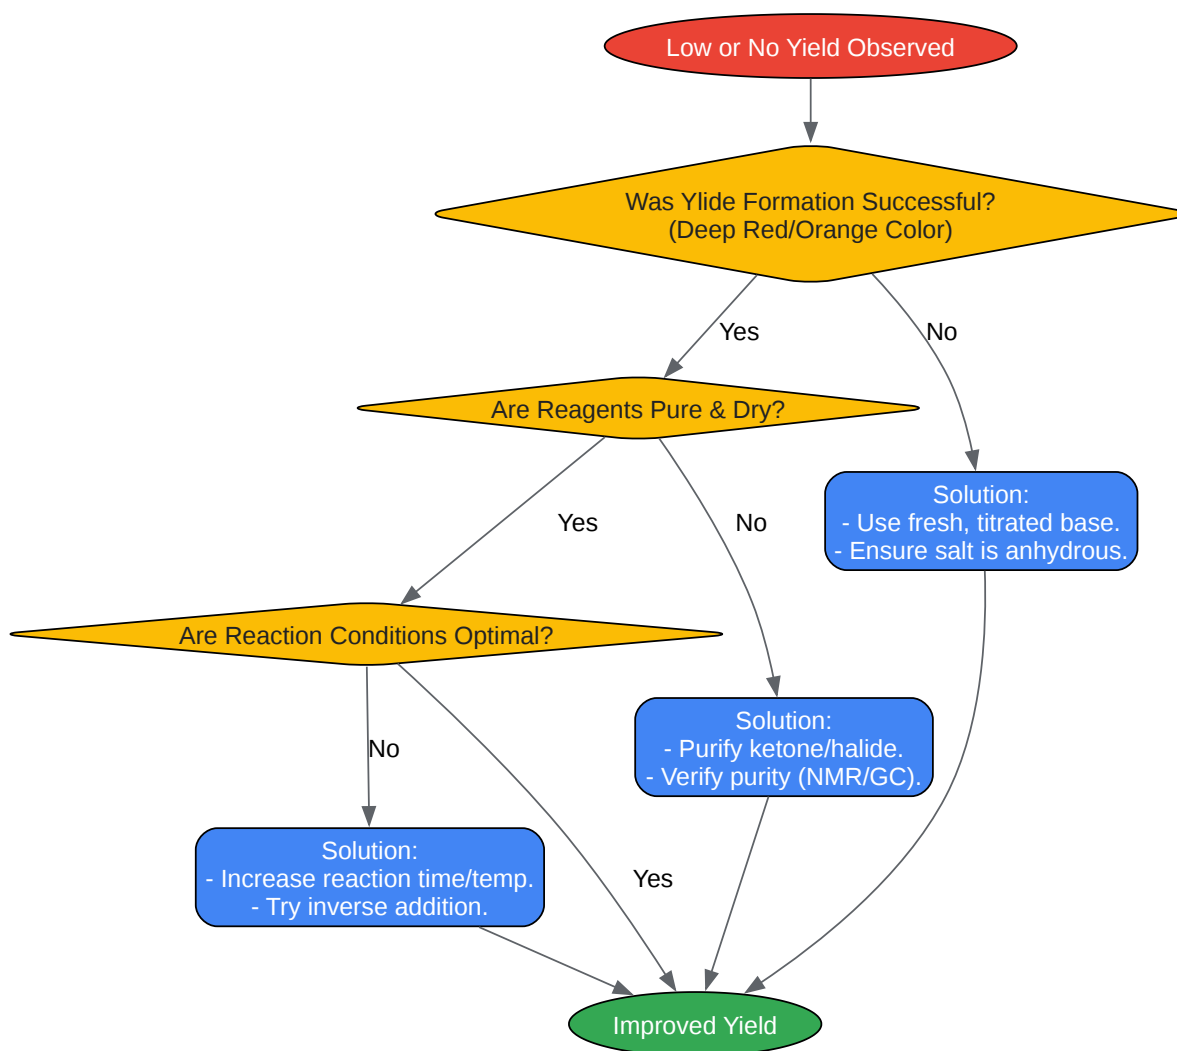 Low or No Yield Observed
Was Ylide Formation Successful?
(Deep Red/Orange Color)
Yes
No
Are Reagents Pure & Dry?
Solution:
- Use fresh, titrated base.
- Ensure salt is anhydrous.
Yes
No
Are Reaction Conditions Optimal?
Solution:
- Purify ketone/halide.
- Verify purity (NMR/GC).
No
Solution:
- Increase reaction time/temp.
- Try inverse addition.
Yes
Improved Yield